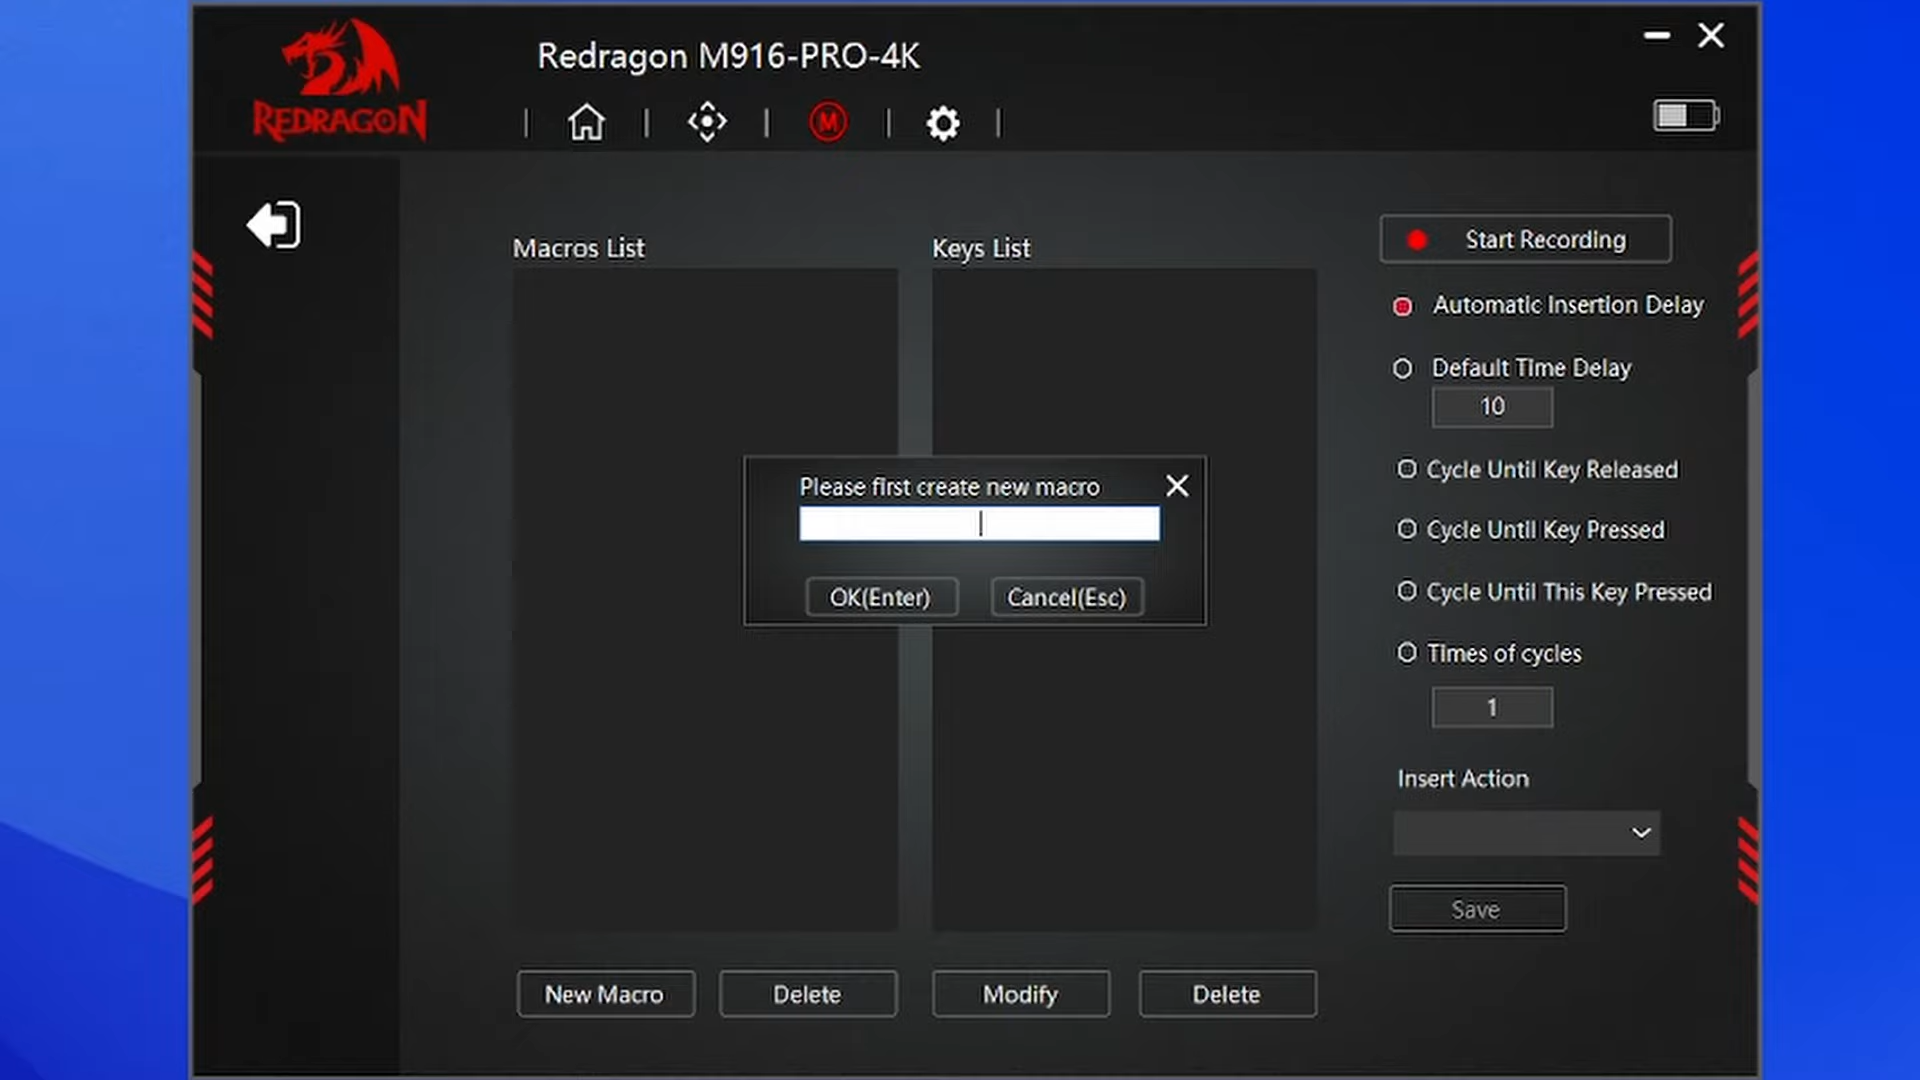 Redragon M916-PRO-4K
REDRAGON
M
Start Recording
Macros List
Keys List
Automatic Insertion Delay
Default Time Delay
10
Cycle Until Key Released
Please first create new macro
Cycle Until Key Pressed
OK(Enter)
Cancel(Esc)
Cycle Until This Key Pressed
Times of cycles
1
Insert Action
Save
New Macro
Delete
Modify
Delete